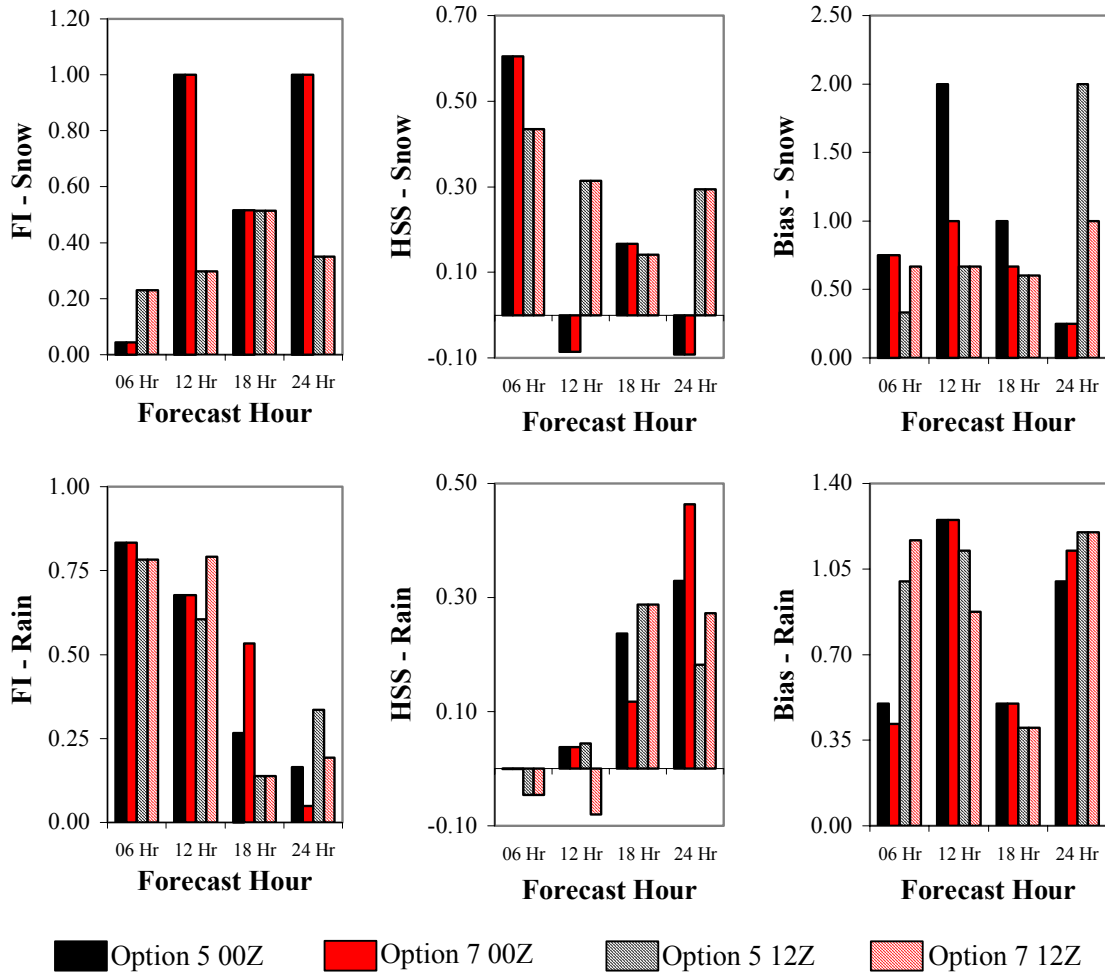 FI - Snow
1.20
1.00
0.80
0.60
0.40
0.20
0.00
06 Hr 12 Hr 18 Hr 24 Hr
Forecast Hour
HSS - Snow
0.70
0.50
0.30
0.10
-0.10
06 Hr 12 Hr 18 Hr 24 Hr
Forecast Hour
Bias - Snow
2.50
2.00
1.50
1.00
0.50
0.00
06 Hr 12 Hr 18 Hr 24 Hr
Forecast Hour
FI - Rain
1.00
0.75
0.50
0.25
0.00
06 Hr 12 Hr 18 Hr 24 Hr
Forecast Hour
HSS - Rain
0.50
0.30
0.10
-0.10
06 Hr 12 Hr 18 Hr 24 Hr
Forecast Hour
Bias - Rain
1.40
1.05
0.70
0.35
0.00
06 Hr 12 Hr 18 Hr 24 Hr
Forecast Hour
Option 5 00Z Option 7 00Z Option 5 12Z Option 7 12Z